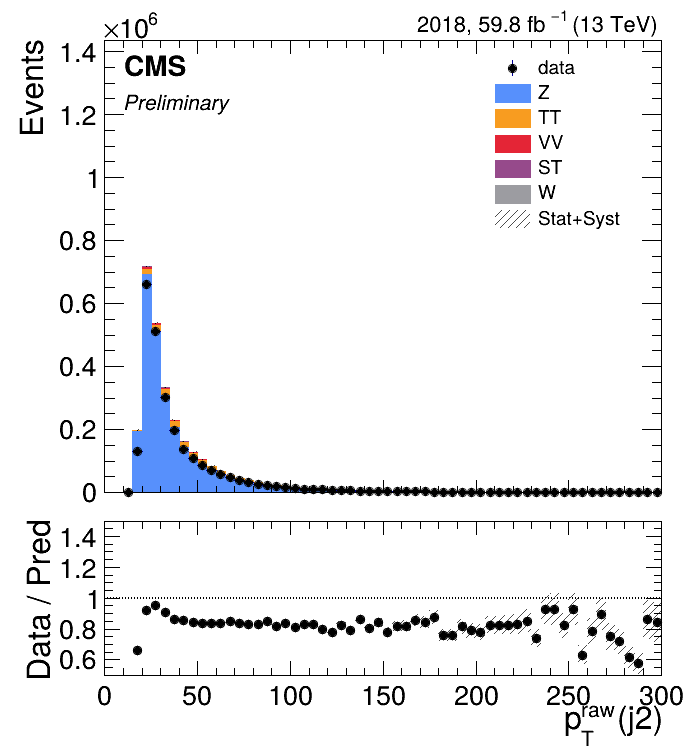 ×10^6
2018, 59.8 fb^−1 (13 TeV)
Events
CMS
Preliminary
data
Z
TT
VV
ST
W
Stat+Syst
1.4
1.2
1
0.8
0.6
0.4
0.2
0
Data / Pred
1.4
1.2
1
0.8
0.6
0 50 100 150 200 250 300
p_T^raw(j2)